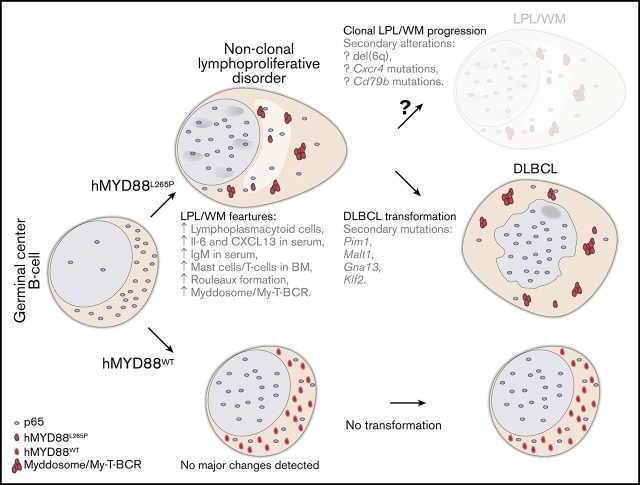 LPL/WM
Clonal LPL/WM progression
Secondary alterations:
? del(6q),
? Cxcr4 mutations,
? Cd79b mutations.
Non-clonal
lymphoproliferative
disorder
?
hMYD88L265P
DLBCL
LPL/WM feartures:
↑ Lymphoplasmacytoid cells,
↑ Il-6 and CXCL13 in serum,
↑ IgM in serum,
↑ Mast cells/T-cells in BM,
↑ Rouleaux formation,
↑ Myddosome/My-T-BCR.
DLBCL transformation
Secondary mutations:
Pim1,
Malt1,
Gna13,
Klf2.
Germinal center
B-cell
hMYD88WT
No transformation
No major changes detected
p65
hMYD88L265P
hMYD88WT
Myddosome/My-T-BCR